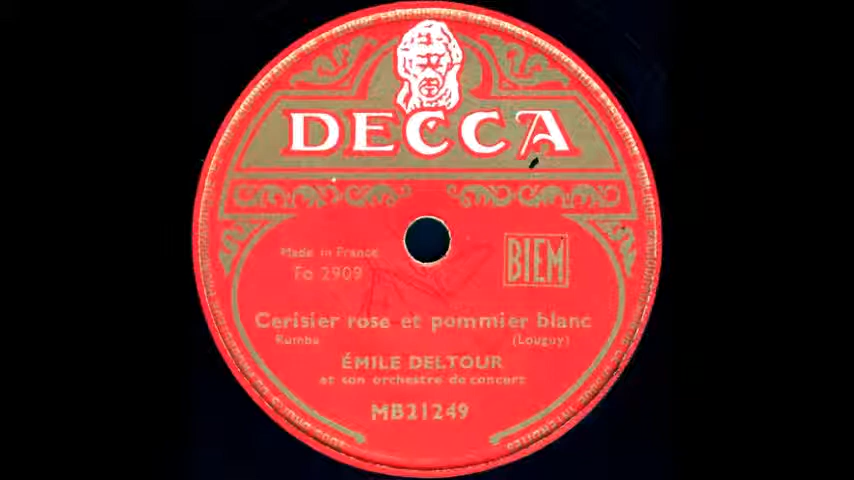 DECCA
Made in France
Fo 2909
BIEM
Cerisier rose et pommier blanc
Rumba
(Louguy)
ÉMILE DELTOUR
et son orchestre de concert
MB21249